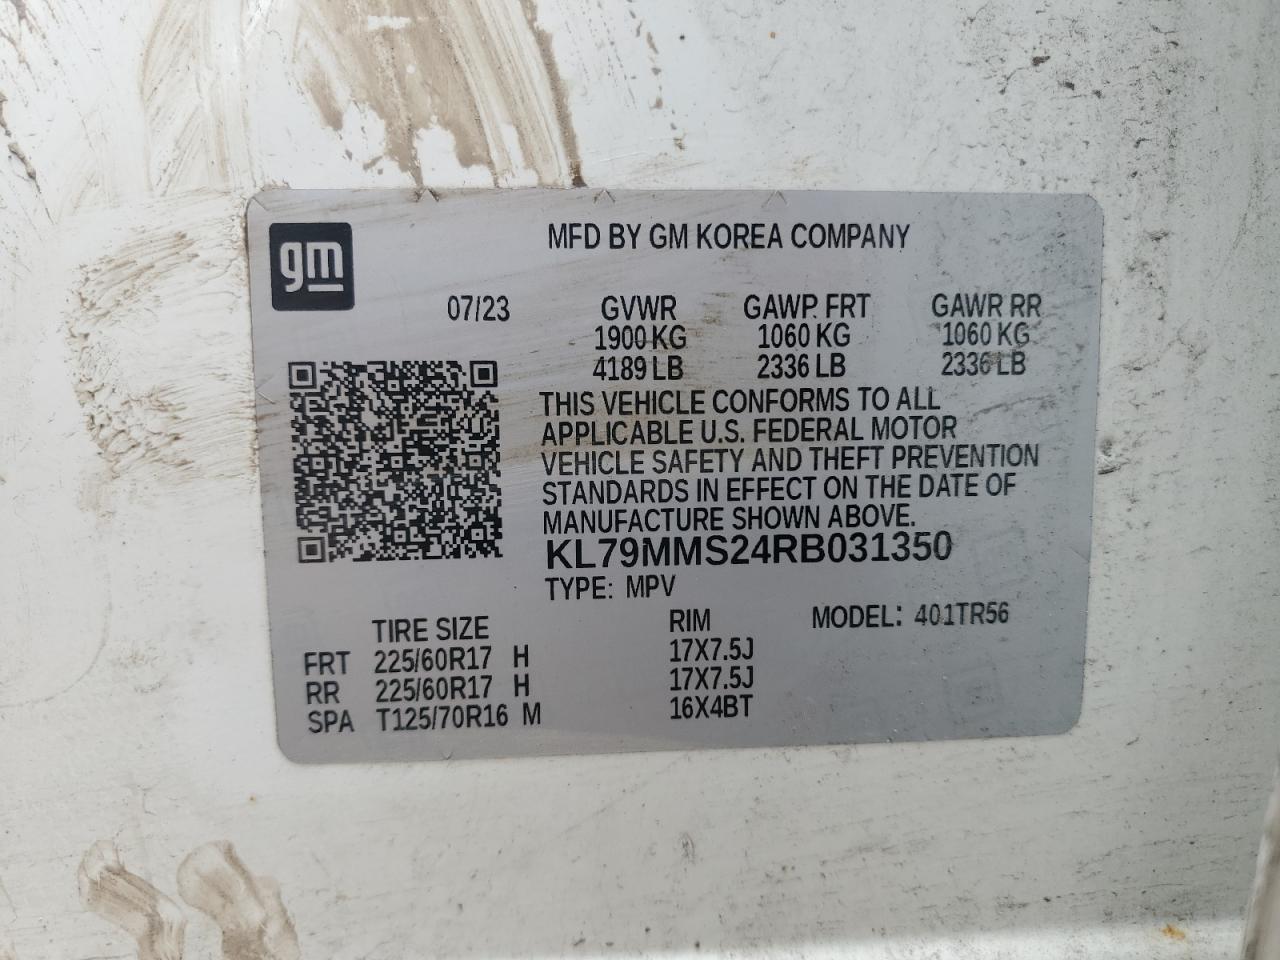 gm
MFD BY GM KOREA COMPANY
07/23 GVWR GAWR FRT GAWR RR
1900 KG 1060 KG 1060 KG
4189 LB 2336 LB 2336 LB
THIS VEHICLE CONFORMS TO ALL
APPLICABLE U.S. FEDERAL MOTOR
VEHICLE SAFETY AND THEFT PREVENTION
STANDARDS IN EFFECT ON THE DATE OF
MANUFACTURE SHOWN ABOVE.
KL79MMS24RB031350
TYPE: MPV
TIRE SIZE RIM MODEL: 401TR56
FRT 225/60R17 H 17X7.5J
RR 225/60R17 H 17X7.5J
SPA T125/70R16 M 16X4BT